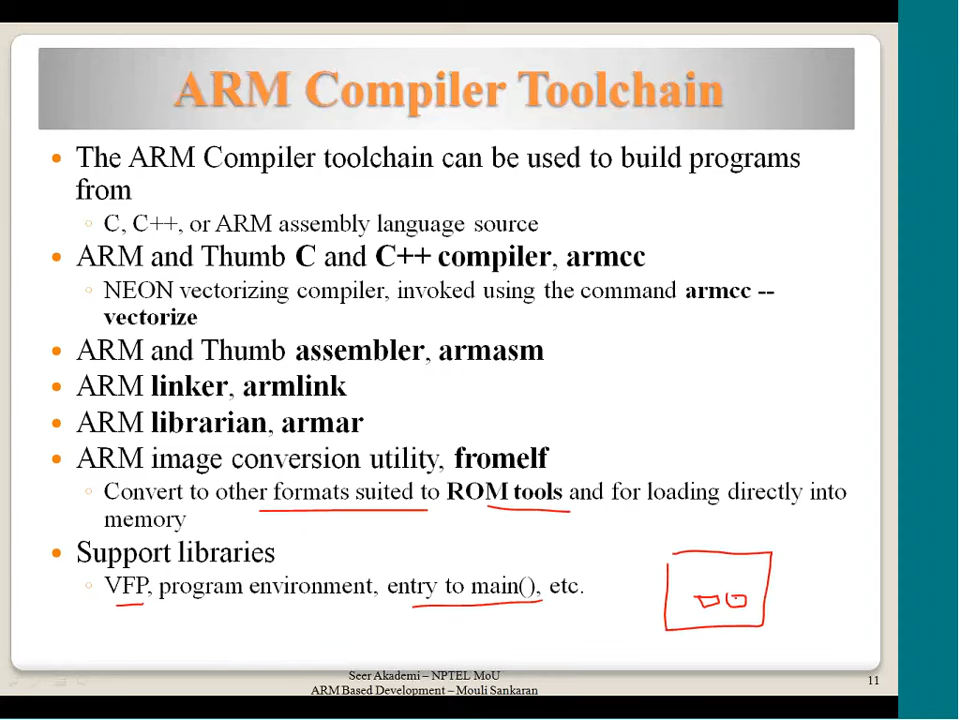 ARM Compiler Toolchain
The ARM Compiler toolchain can be used to build programs
from
C, C++, or ARM assembly language source
ARM and Thumb C and C++ compiler, armcc
NEON vectorizing compiler, invoked using the command armcc --
vectorize
ARM and Thumb assembler, armasm
ARM linker, armlink
ARM librarian, armar
ARM image conversion utility, fromelf
Convert to other formats suited to ROM tools and for loading directly into
memory
Support libraries
VFP, program environment, entry to main(), etc.
Seer Akademi – NPTEL MoU
ARM Based Development – Mouli Sankaran
11